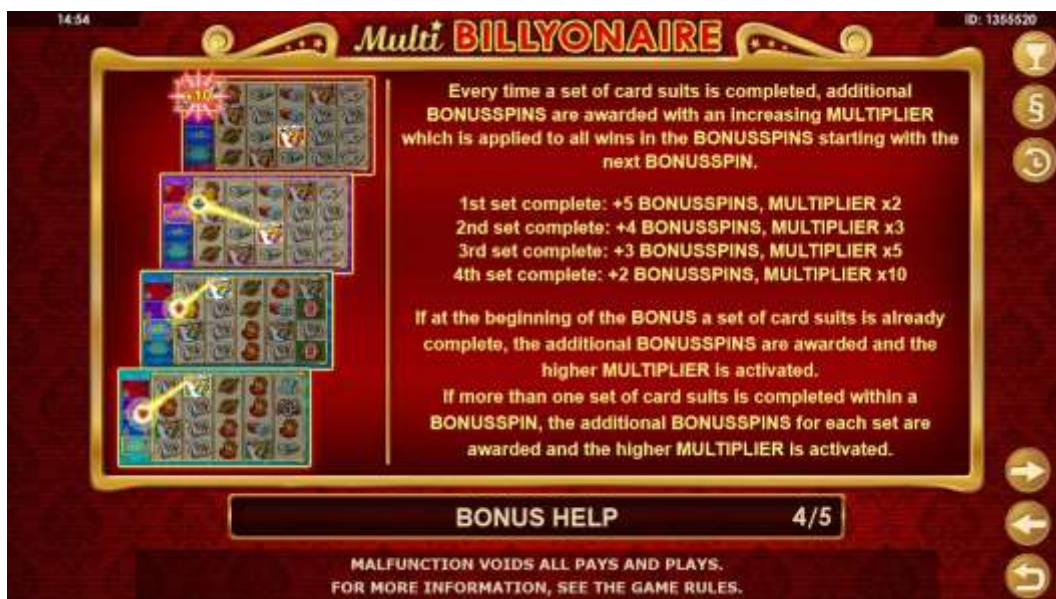 14:54
ID: 1355520
Multi BILLYONAIRE
x10
Every time a set of card suits is completed, additional
BONUSSPINS are awarded with an increasing MULTIPLIER
which is applied to all wins in the BONUSSPINS starting with the
next BONUSSPIN.
1st set complete: +5 BONUSSPINS, MULTIPLIER x2
2nd set complete: +4 BONUSSPINS, MULTIPLIER x3
3rd set complete: +3 BONUSSPINS, MULTIPLIER x5
4th set complete: +2 BONUSSPINS, MULTIPLIER x10
If at the beginning of the BONUS a set of card suits is already
complete, the additional BONUSSPINS are awarded and the
higher MULTIPLIER is activated.
If more than one set of card suits is completed within a
BONUSSPIN, the additional BONUSSPINS for each set are
awarded and the higher MULTIPLIER is activated.
BONUS HELP 4/5
MALFUNCTION VOIDS ALL PAYS AND PLAYS.
FOR MORE INFORMATION, SEE THE GAME RULES.